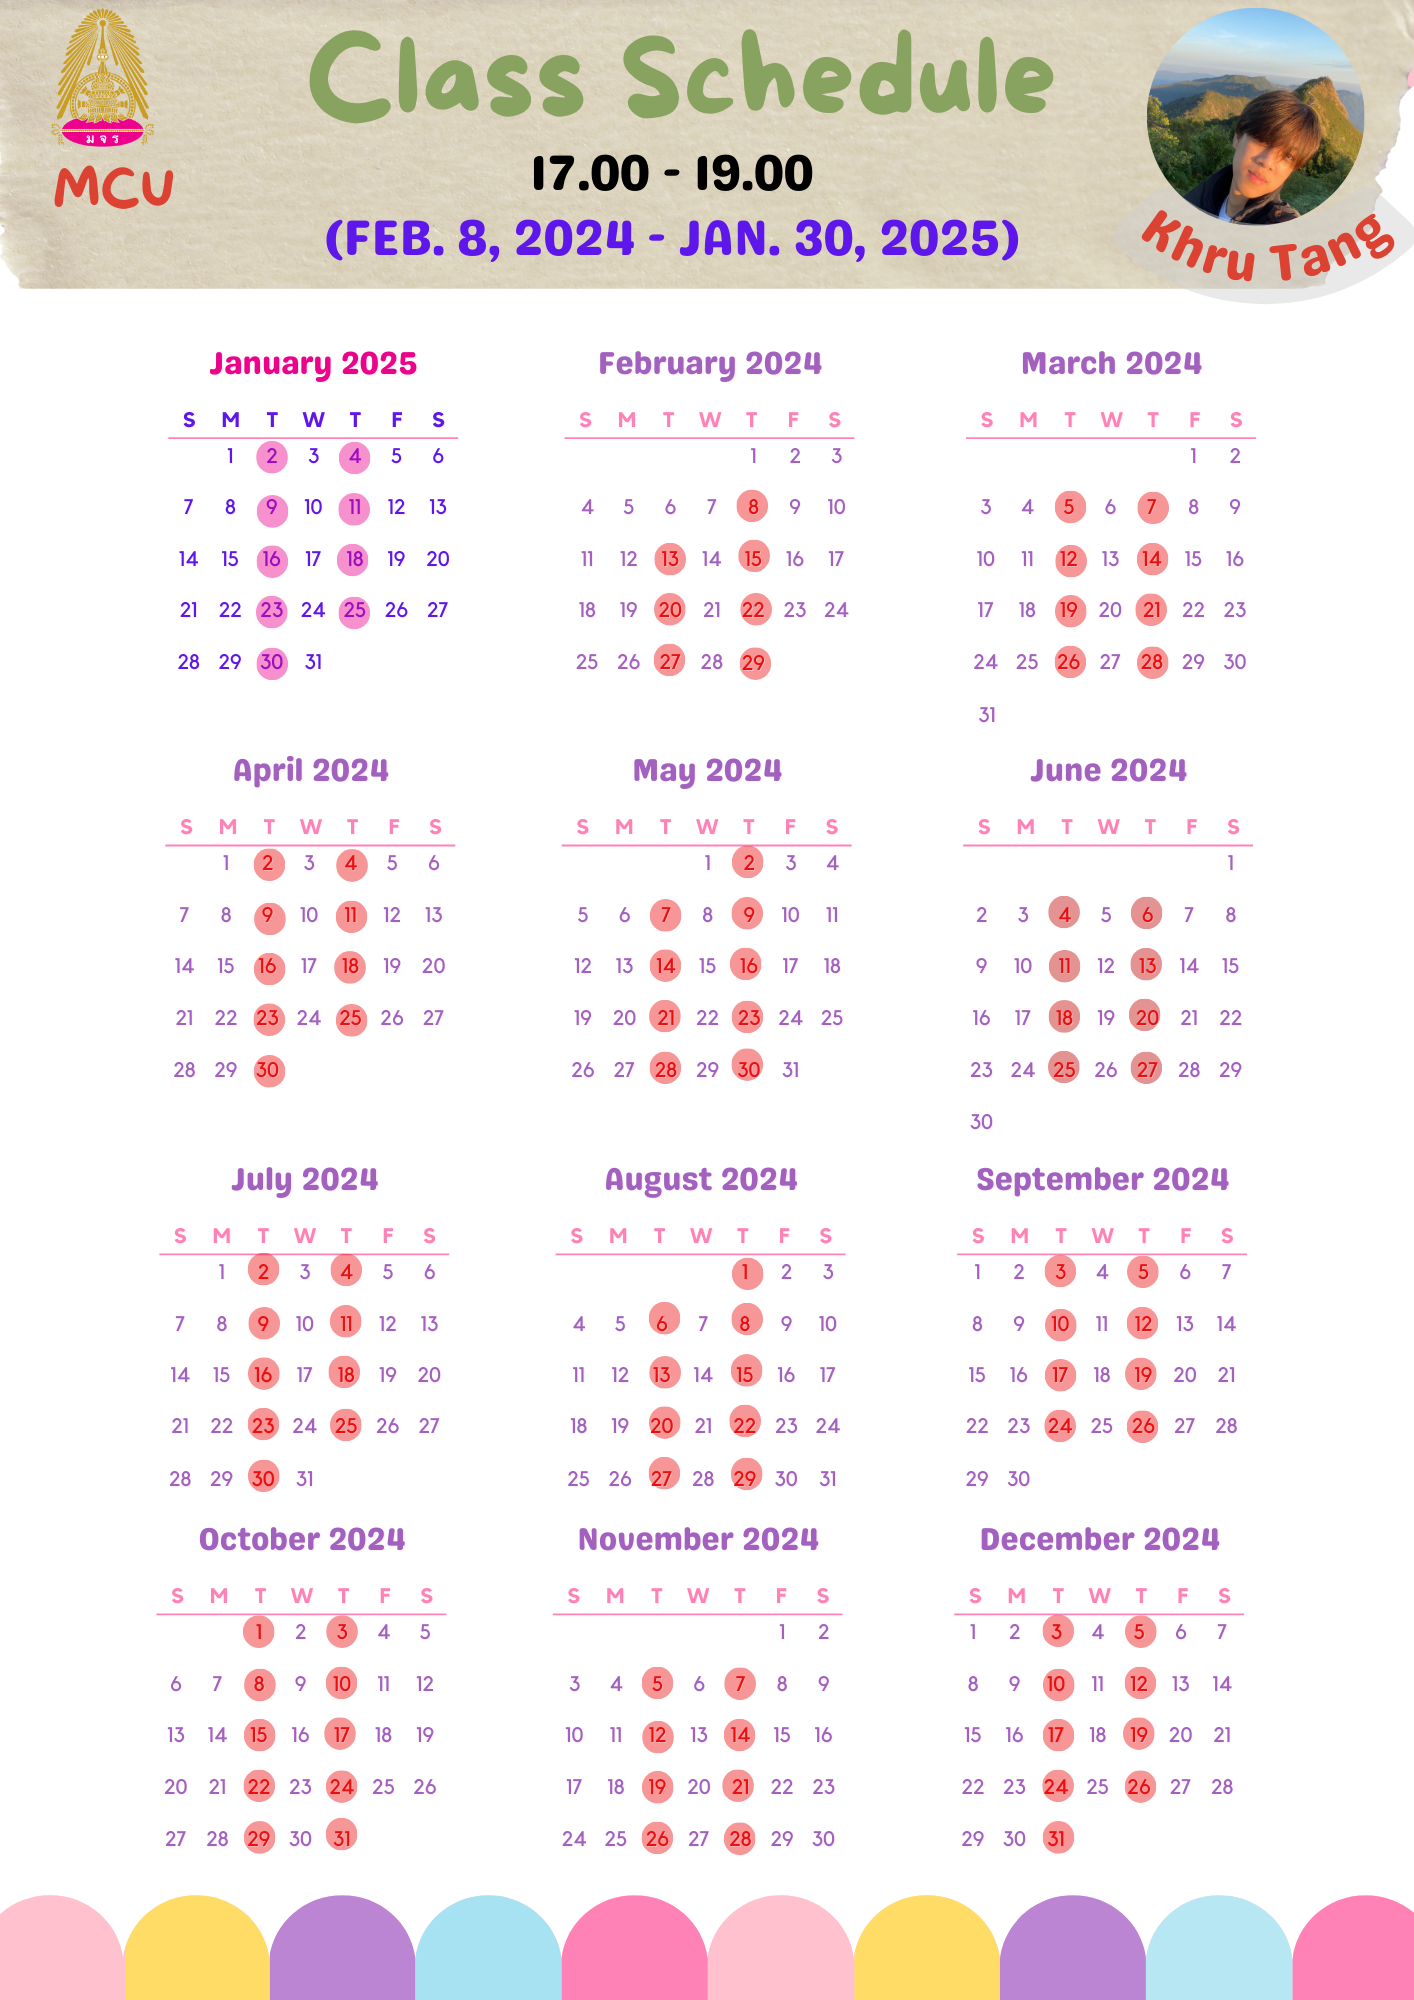 Class Schedule
17.00 - 19.00
(FEB. 8, 2024 - JAN. 30, 2025)
มจร
MCU
Khru Tang
January 2025
S M T W T F S
1 2 3 4 5 6
7 8 9 10 11 12 13
14 15 16 17 18 19 20
21 22 23 24 25 26 27
28 29 30 31
February 2024
S M T W T F S
1 2 3
4 5 6 7 8 9 10
11 12 13 14 15 16 17
18 19 20 21 22 23 24
25 26 27 28 29
March 2024
S M T W T F S
1 2
3 4 5 6 7 8 9
10 11 12 13 14 15 16
17 18 19 20 21 22 23
24 25 26 27 28 29 30
31
April 2024
S M T W T F S
1 2 3 4 5 6
7 8 9 10 11 12 13
14 15 16 17 18 19 20
21 22 23 24 25 26 27
28 29 30
May 2024
S M T W T F S
1 2 3 4
5 6 7 8 9 10 11
12 13 14 15 16 17 18
19 20 21 22 23 24 25
26 27 28 29 30 31
June 2024
S M T W T F S
1
2 3 4 5 6 7 8
9 10 11 12 13 14 15
16 17 18 19 20 21 22
23 24 25 26 27 28 29
30
July 2024
S M T W T F S
1 2 3 4 5 6
7 8 9 10 11 12 13
14 15 16 17 18 19 20
21 22 23 24 25 26 27
28 29 30 31
August 2024
S M T W T F S
1 2 3
4 5 6 7 8 9 10
11 12 13 14 15 16 17
18 19 20 21 22 23 24
25 26 27 28 29 30 31
September 2024
S M T W T F S
1 2 3 4 5 6 7
8 9 10 11 12 13 14
15 16 17 18 19 20 21
22 23 24 25 26 27 28
29 30
October 2024
S M T W T F S
1 2 3 4 5
6 7 8 9 10 11 12
13 14 15 16 17 18 19
20 21 22 23 24 25 26
27 28 29 30 31
November 2024
S M T W T F S
1 2
3 4 5 6 7 8 9
10 11 12 13 14 15 16
17 18 19 20 21 22 23
24 25 26 27 28 29 30
December 2024
S M T W T F S
1 2 3 4 5 6 7
8 9 10 11 12 13 14
15 16 17 18 19 20 21
22 23 24 25 26 27 28
29 30 31